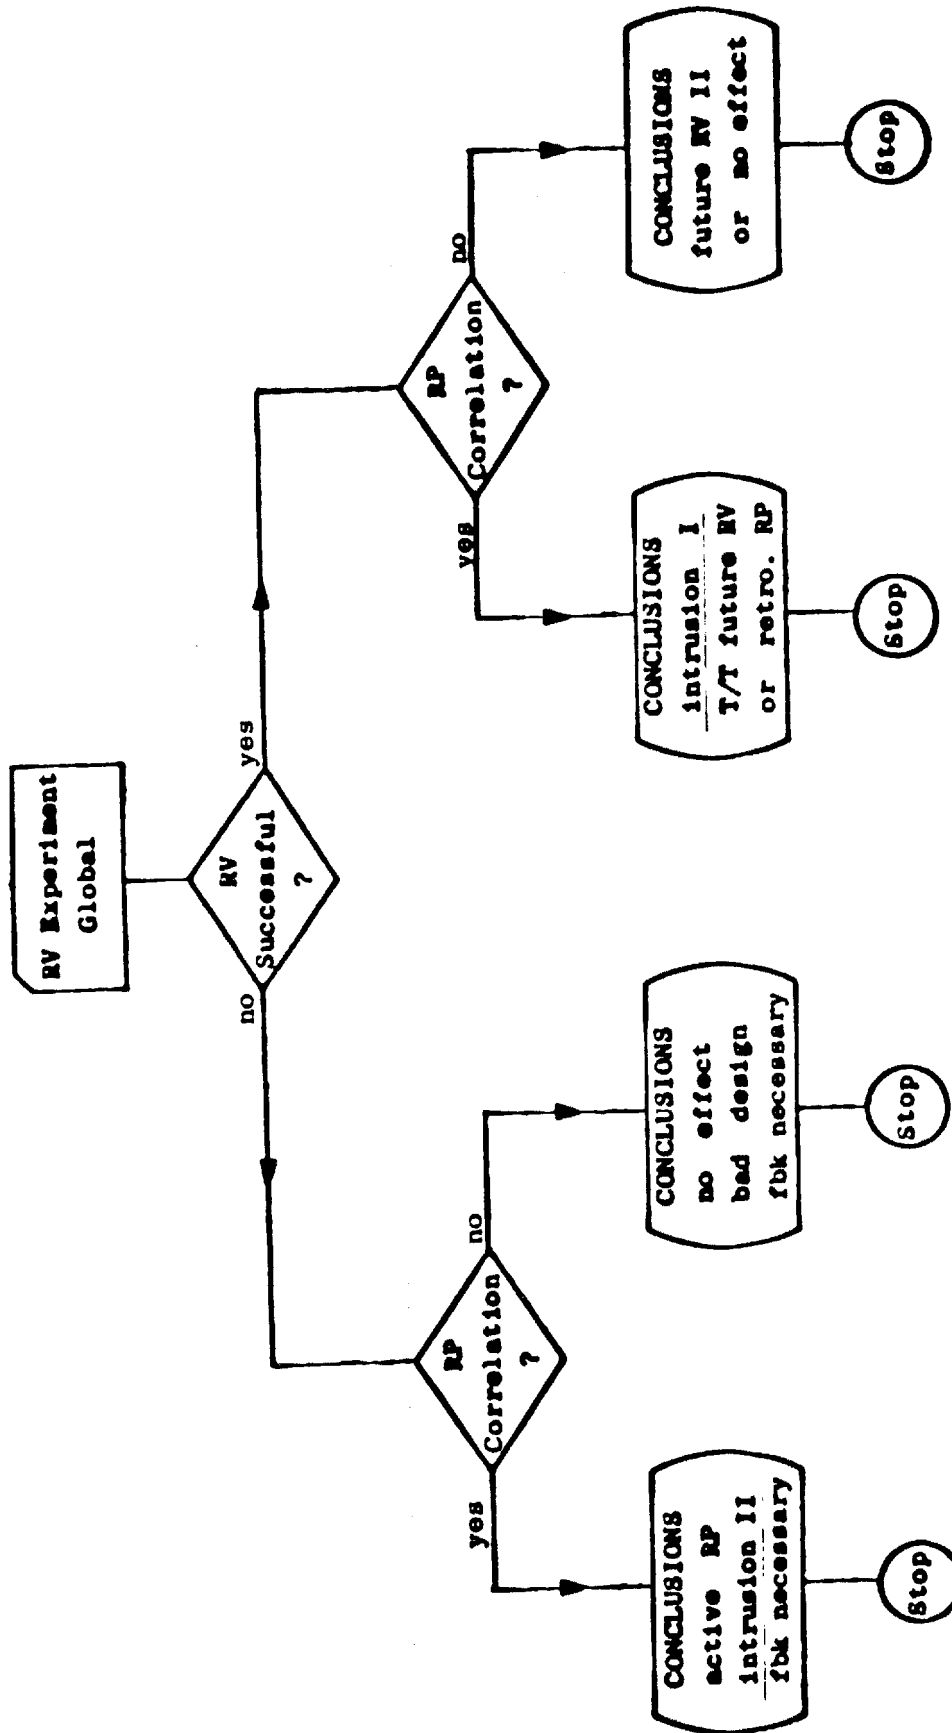 RV Experiment
Global
RV
Successful
?
no
yes
RP
Correlation
?
yes
no
RP
Correlation
?
yes
no
CONCLUSIONS
active RP
intrusion II
fbk necessary
CONCLUSIONS
no effect
bad design
fbk necessary
CONCLUSIONS
intrusion I
T/T future RV
or retro. RP
CONCLUSIONS
future RV II
or no effect
Stop
Stop
Stop
Stop